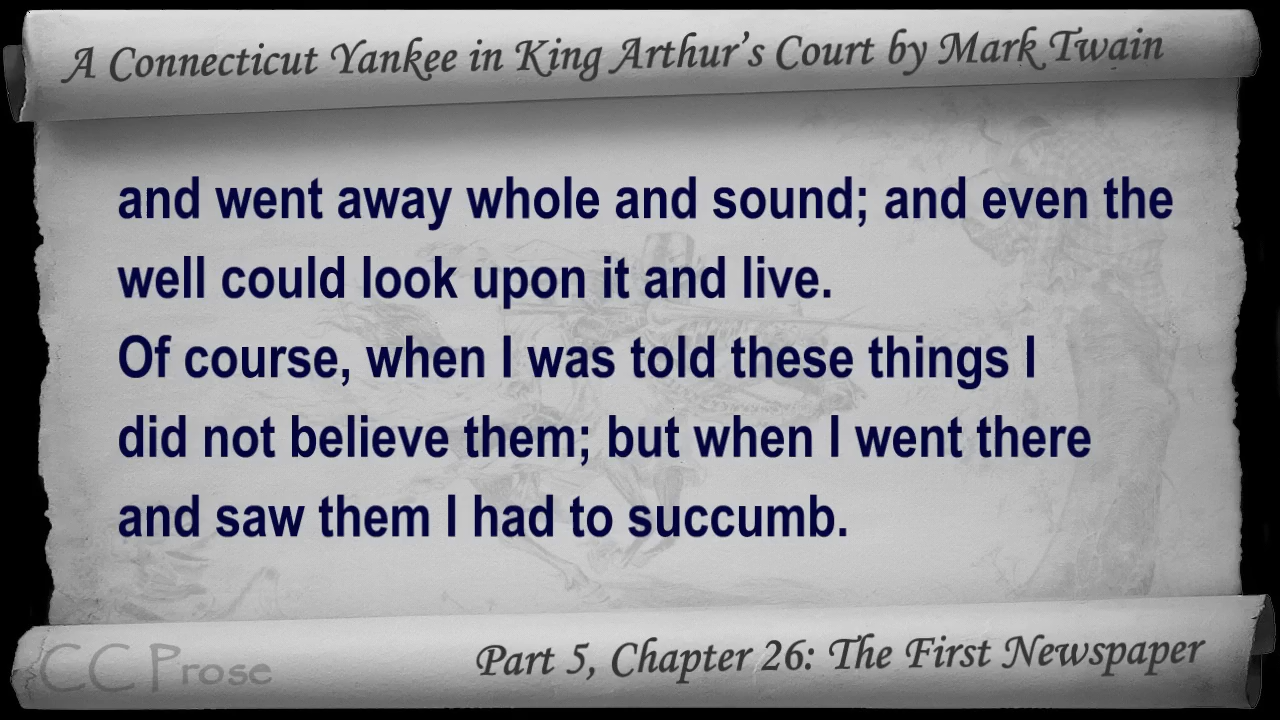 A Connecticut Yankee in King Arthur's Court by Mark Twain
and went away whole and sound; and even the
well could look upon it and live.
Of course, when I was told these things I
did not believe them; but when I went there
and saw them I had to succumb.
CC Prose
Part 5, Chapter 26: The First Newspaper